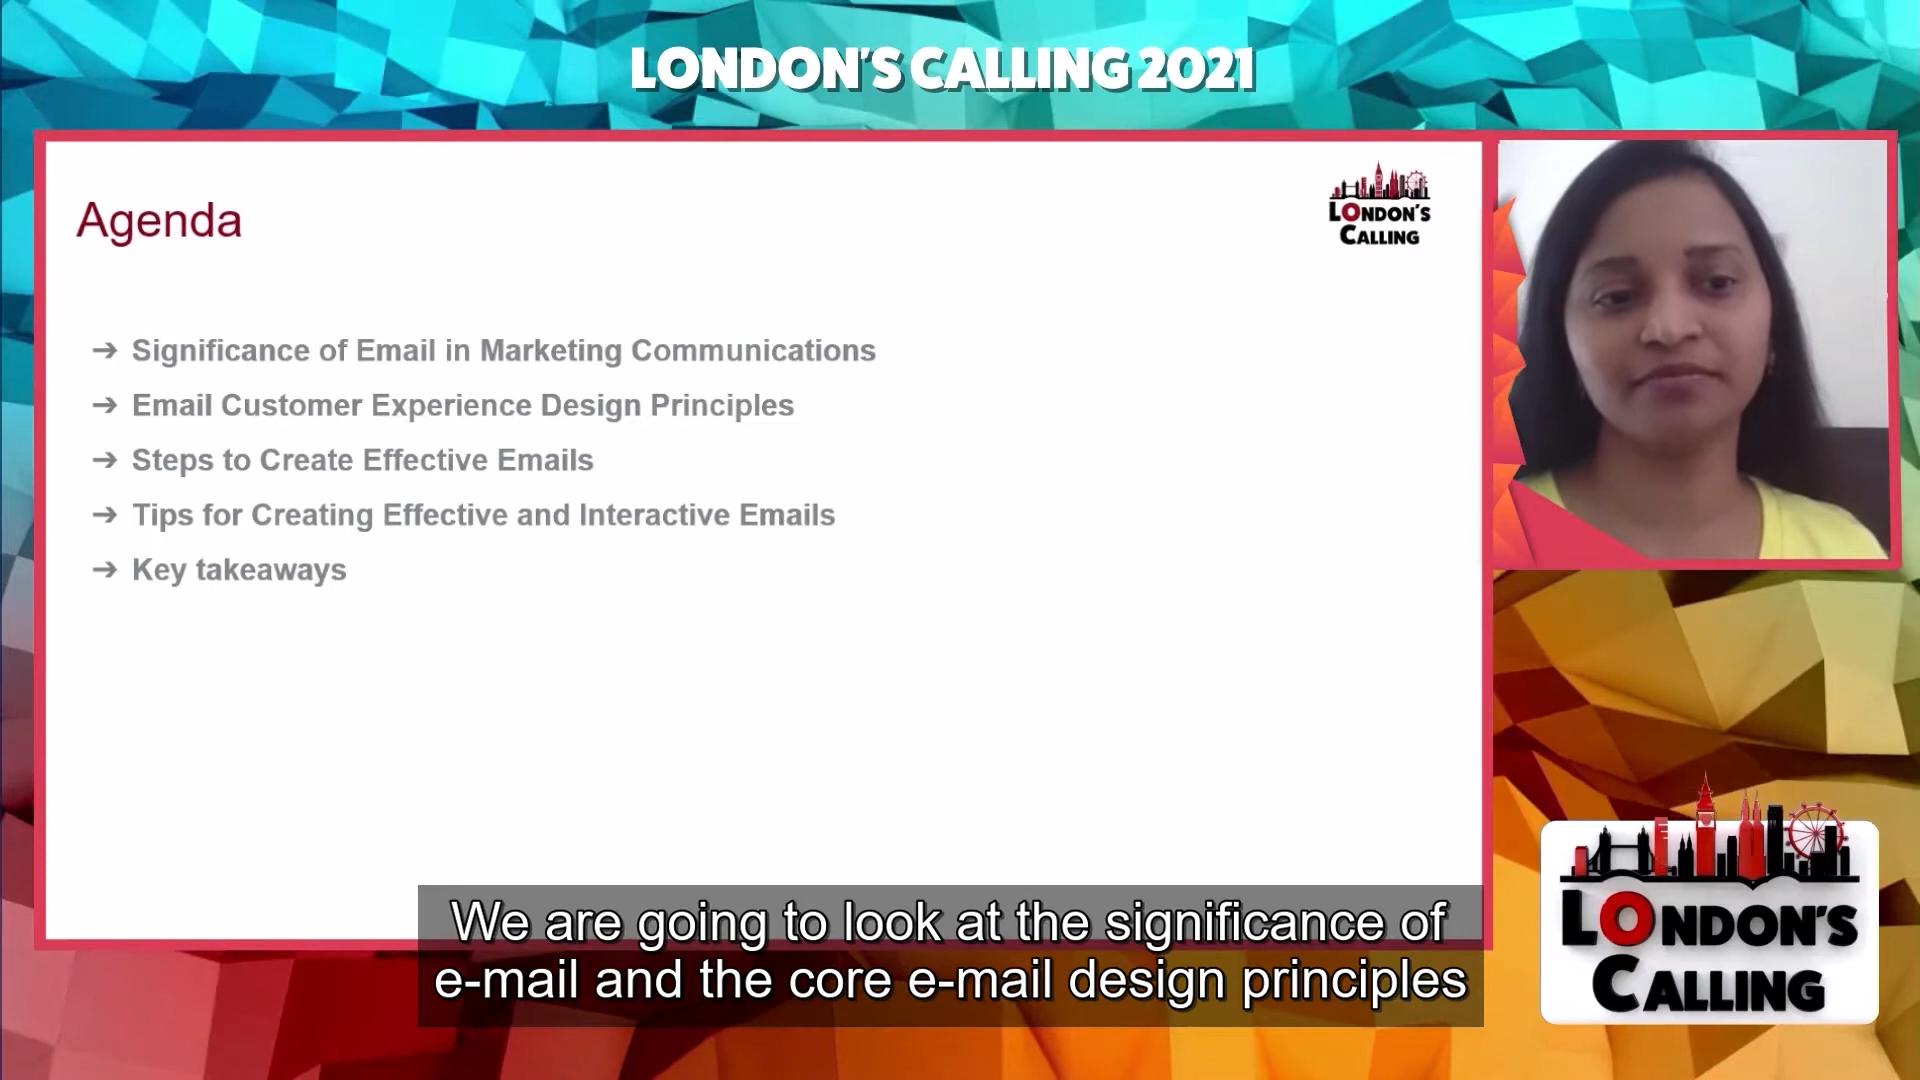 LONDON'S CALLING 2021
Agenda
LONDON'S
CALLING
➔ Significance of Email in Marketing Communications
➔ Email Customer Experience Design Principles
➔ Steps to Create Effective Emails
➔ Tips for Creating Effective and Interactive Emails
➔ Key takeaways
We are going to look at the significance of
e-mail and the core e-mail design principles
LONDON'S
CALLING